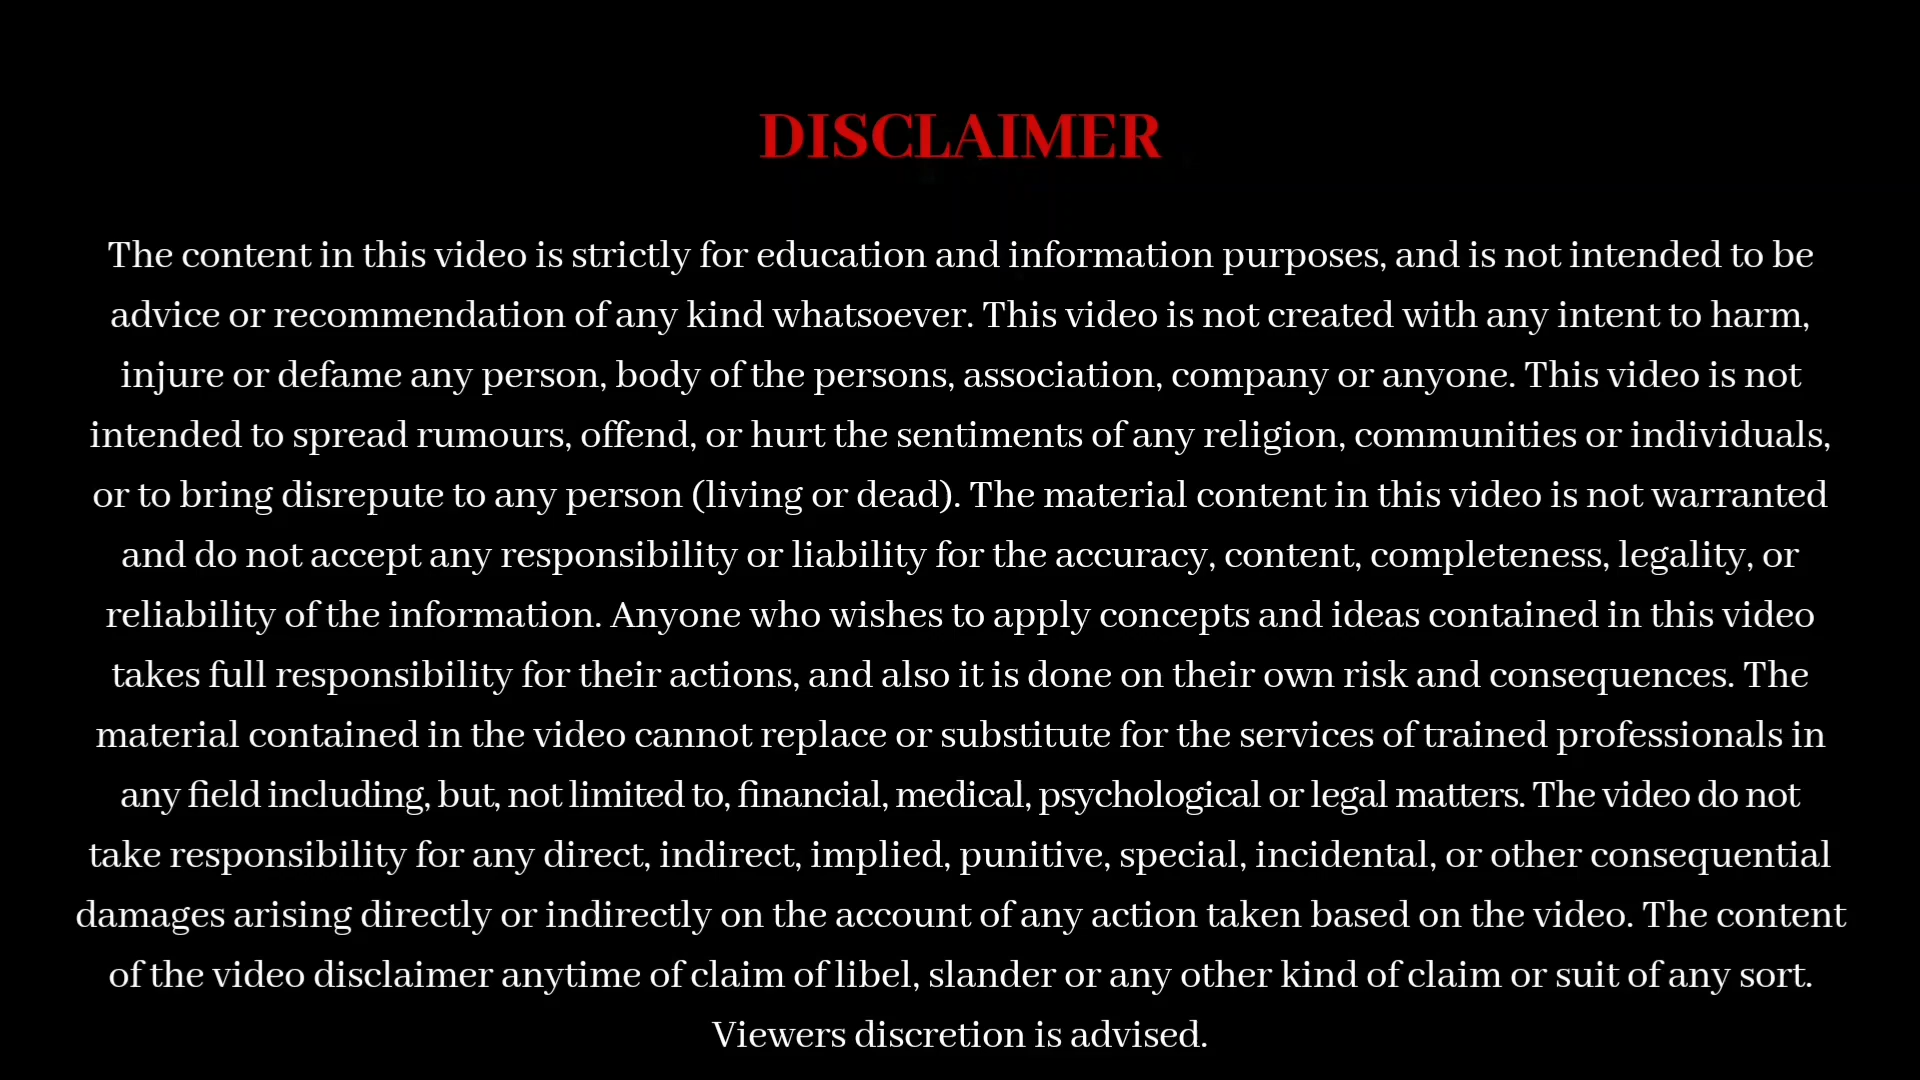 DISCLAIMER
The content in this video is strictly for education and information purposes, and is not intended to be
advice or recommendation of any kind whatsoever. This video is not created with any intent to harm,
injure or defame any person, body of the persons, association, company or anyone. This video is not
intended to spread rumours, offend, or hurt the sentiments of any religion, communities or individuals,
or to bring disrepute to any person (living or dead). The material content in this video is not warranted
and do not accept any responsibility or liability for the accuracy, content, completeness, legality, or
reliability of the information. Anyone who wishes to apply concepts and ideas contained in this video
takes full responsibility for their actions, and also it is done on their own risk and consequences. The
material contained in the video cannot replace or substitute for the services of trained professionals in
any field including, but, not limited to, financial, medical, psychological or legal matters. The video do not
take responsibility for any direct, indirect, implied, punitive, special, incidental, or other consequential
damages arising directly or indirectly on the account of any action taken based on the video. The content
of the video disclaimer anytime of claim of libel, slander or any other kind of claim or suit of any sort.
Viewers discretion is advised.